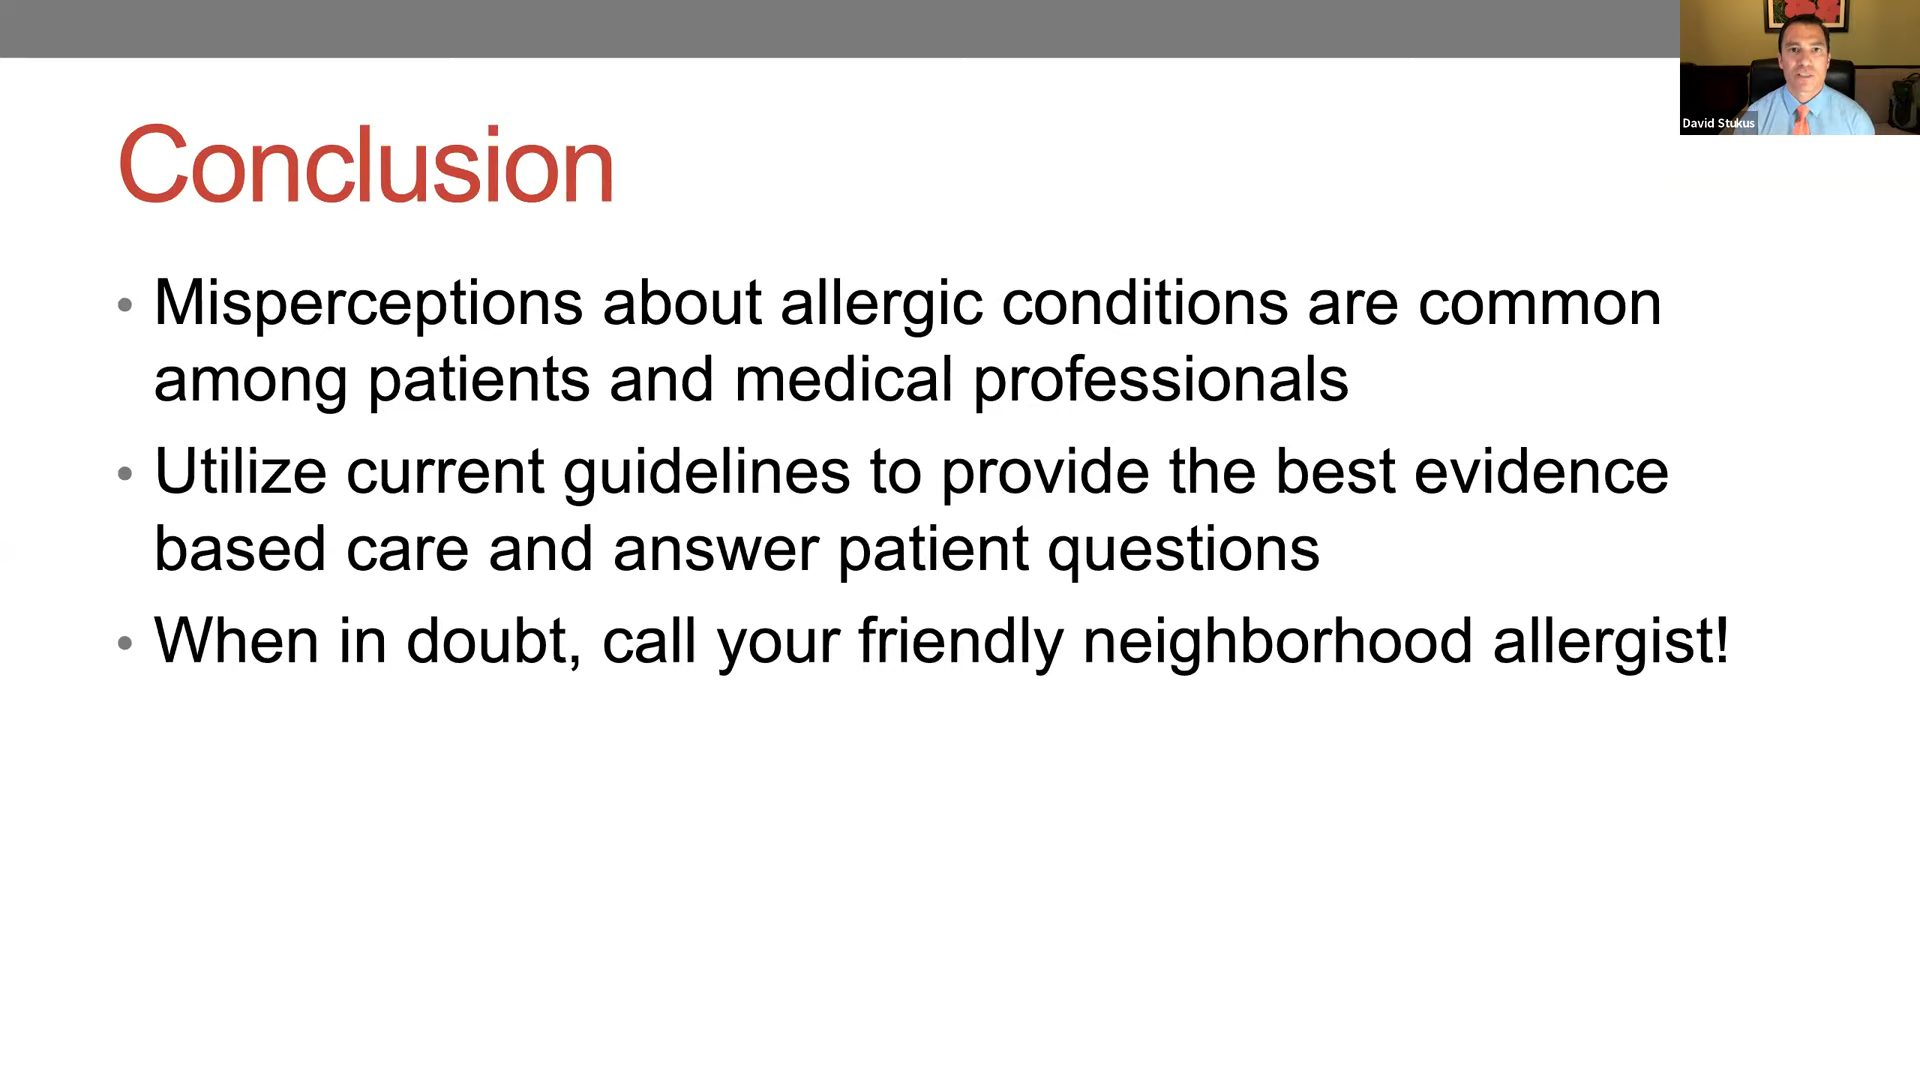 David Stukus
Conclusion
• Misperceptions about allergic conditions are common
among patients and medical professionals
• Utilize current guidelines to provide the best evidence
based care and answer patient questions
• When in doubt, call your friendly neighborhood allergist!